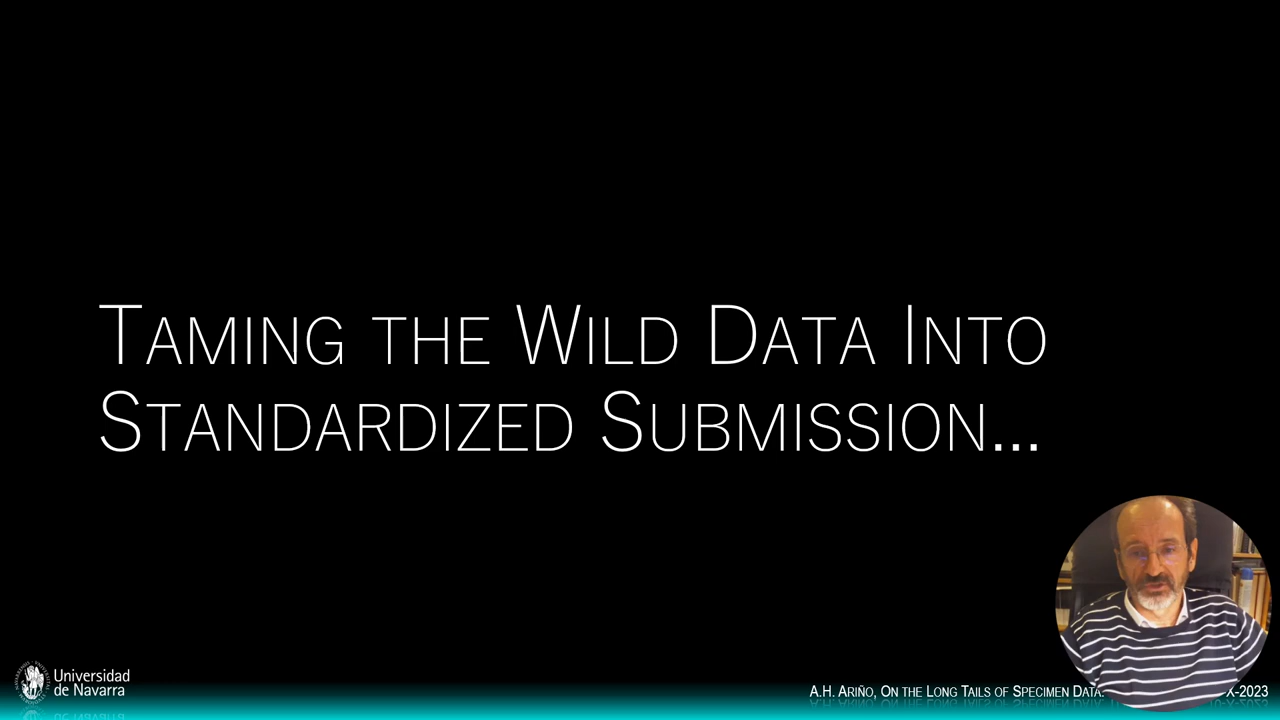 Taming the Wild Data Into
Standardized Submission...
Universidad
de Navarra
A.H. Ariño, On the Long Tails of Specimen Data. X-2023